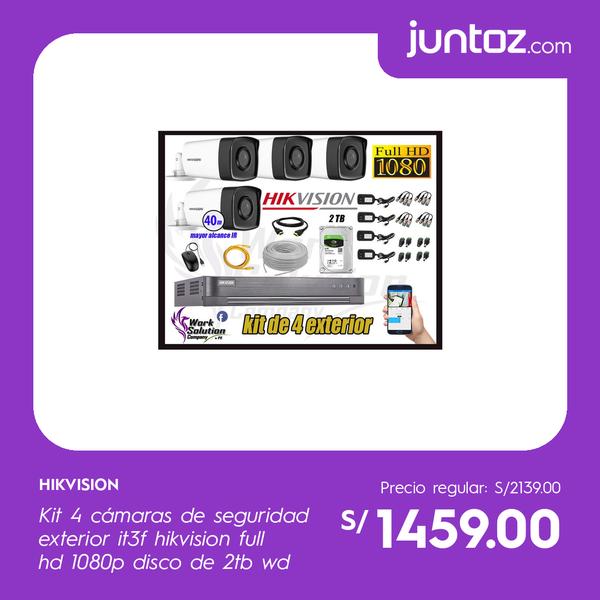 juntoz.com
Full HD
1080
HIKVISION
2 TB
40m
mayor alcance IR
Work
Solution
Company
kit de 4 exterior
HIKVISION
Kit 4 cámaras de seguridad
exterior it3f hikvision full
hd 1080p disco de 2tb wd
Precio regular: S/2139.00
S/1459.00